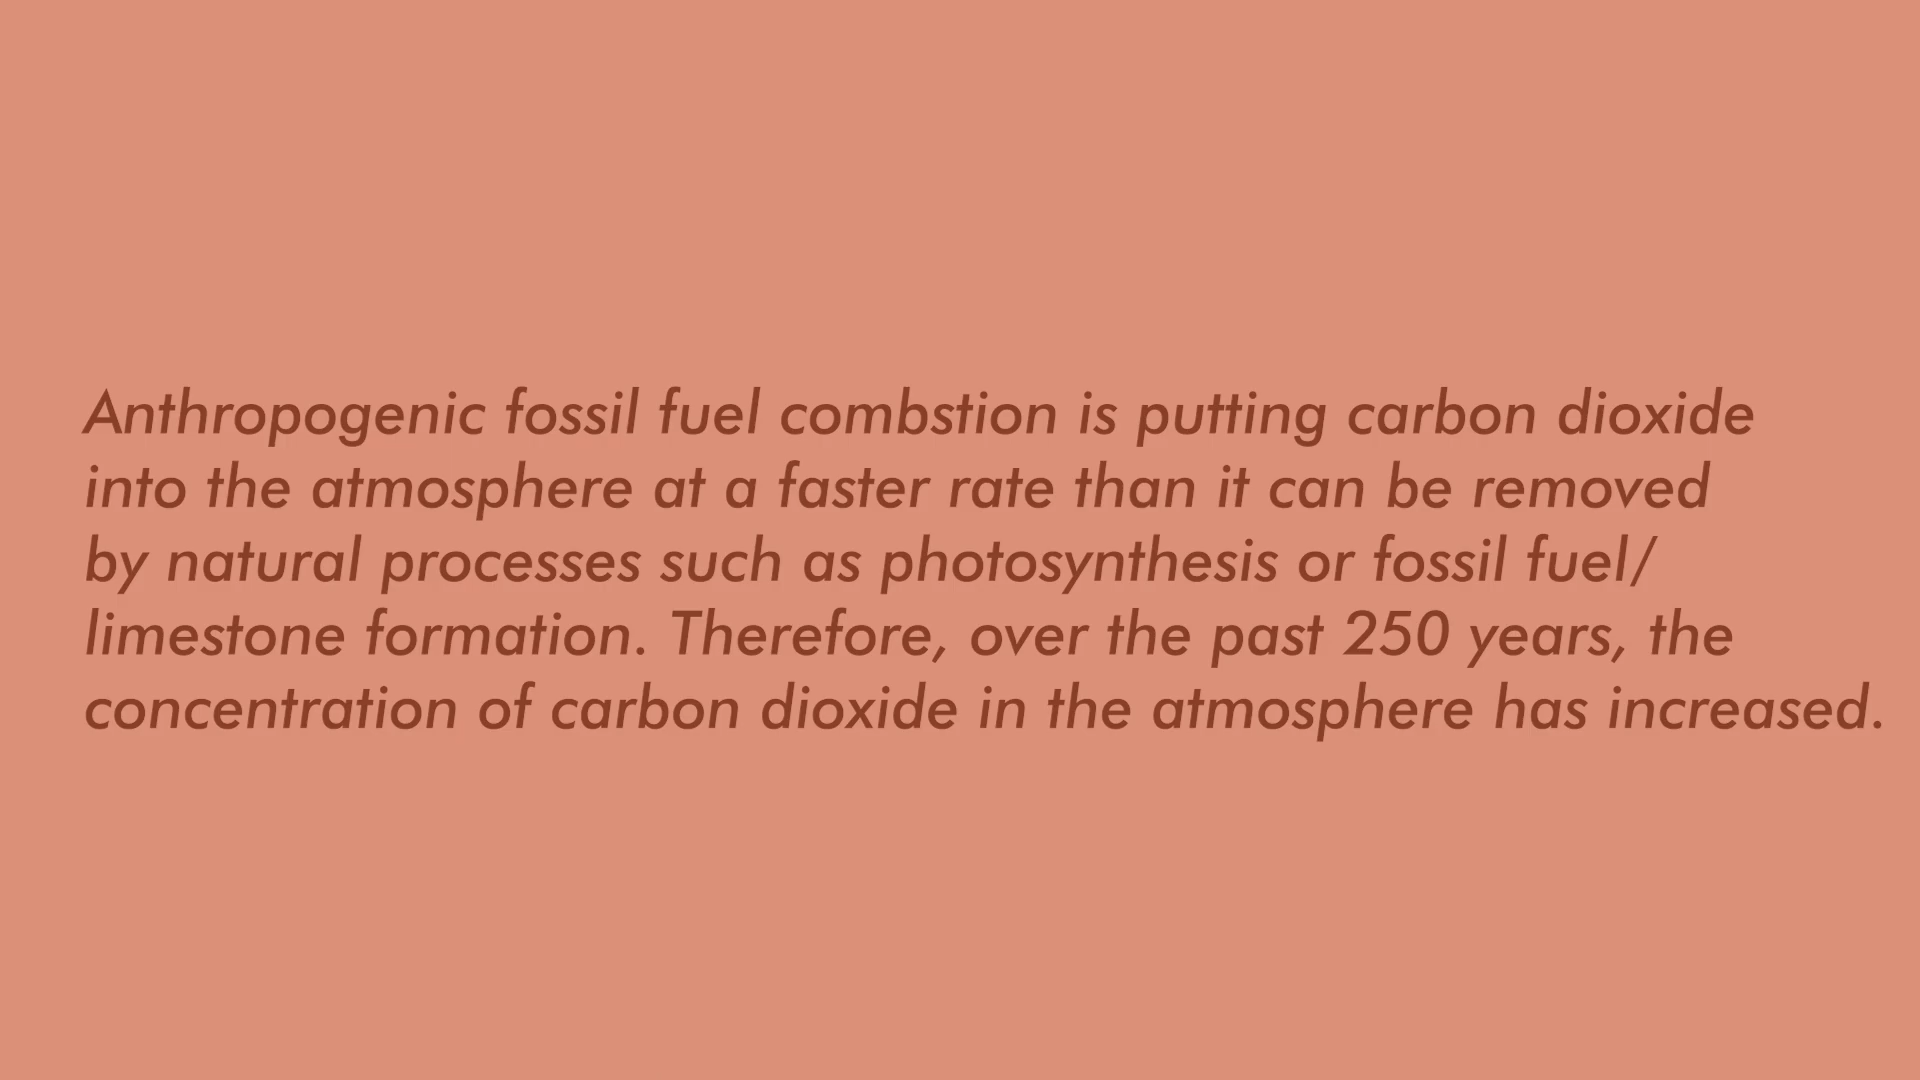 Anthropogenic fossil fuel combstion is putting carbon dioxide
into the atmosphere at a faster rate than it can be removed
by natural processes such as photosynthesis or fossil fuel/
limestone formation. Therefore, over the past 250 years, the
concentration of carbon dioxide in the atmosphere has increased.